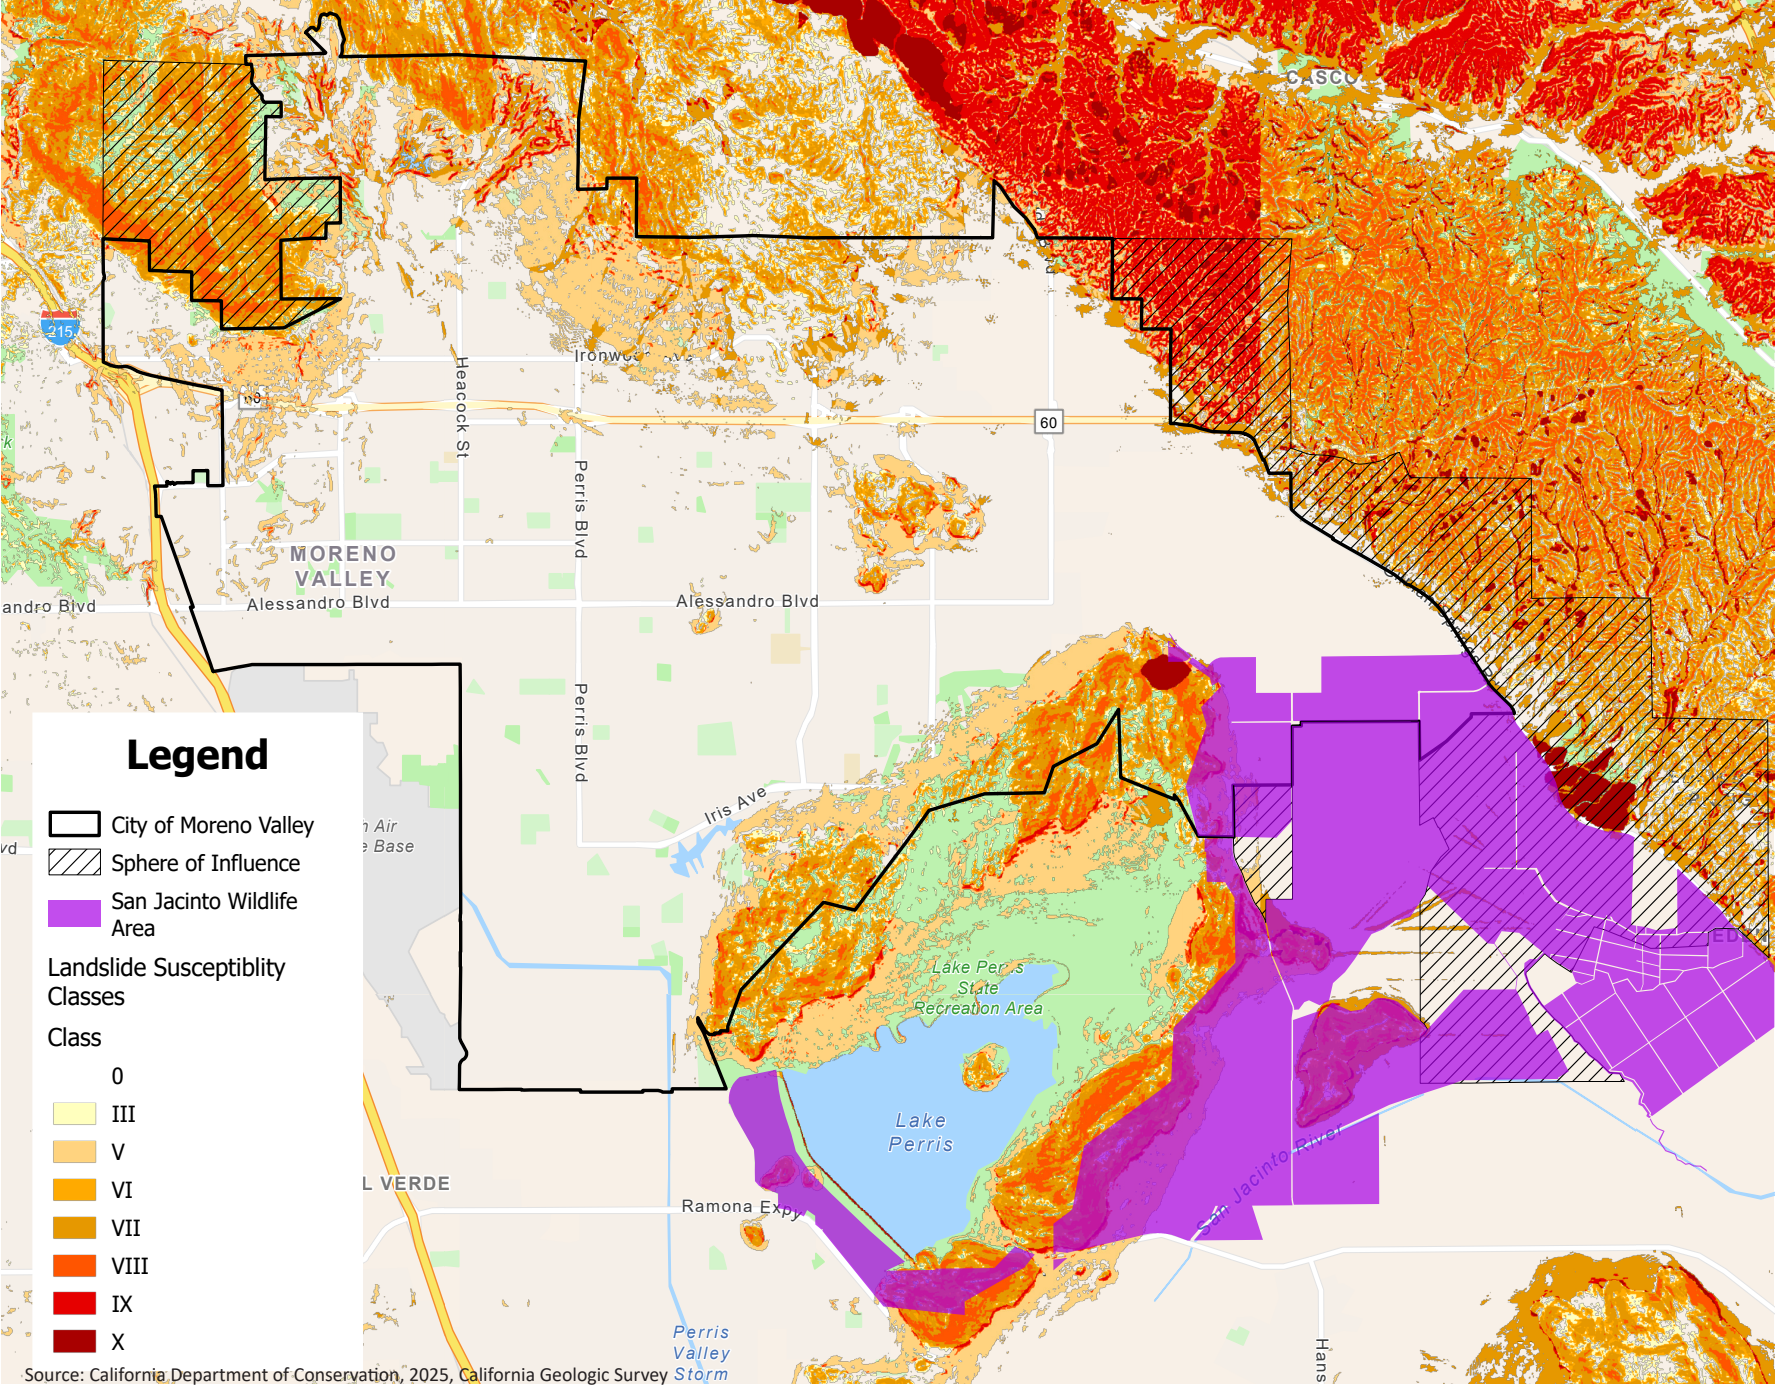 CASCO
215
Ironwood Ave
Heacock St
60
Perris Blvd
MORENO
VALLEY
andro Blvd
Alessandro Blvd
Alessandro Blvd
Perris Blvd
Legend
City of Moreno Valley
Sphere of Influence
San Jacinto Wildlife
Area
Landslide Susceptiblity
Classes
Class
0
III
V
VI
VII
VIII
IX
X
Iris Ave
n Air
e Base
vd
k
EDEN
Lake Perris
State
Recreation Area
Lake
Perris
L VERDE
Ramona Expy
San Jacinto River
Perris
Valley
Storm
Hans
Source: California Department of Conservation, 2025, California Geologic Survey